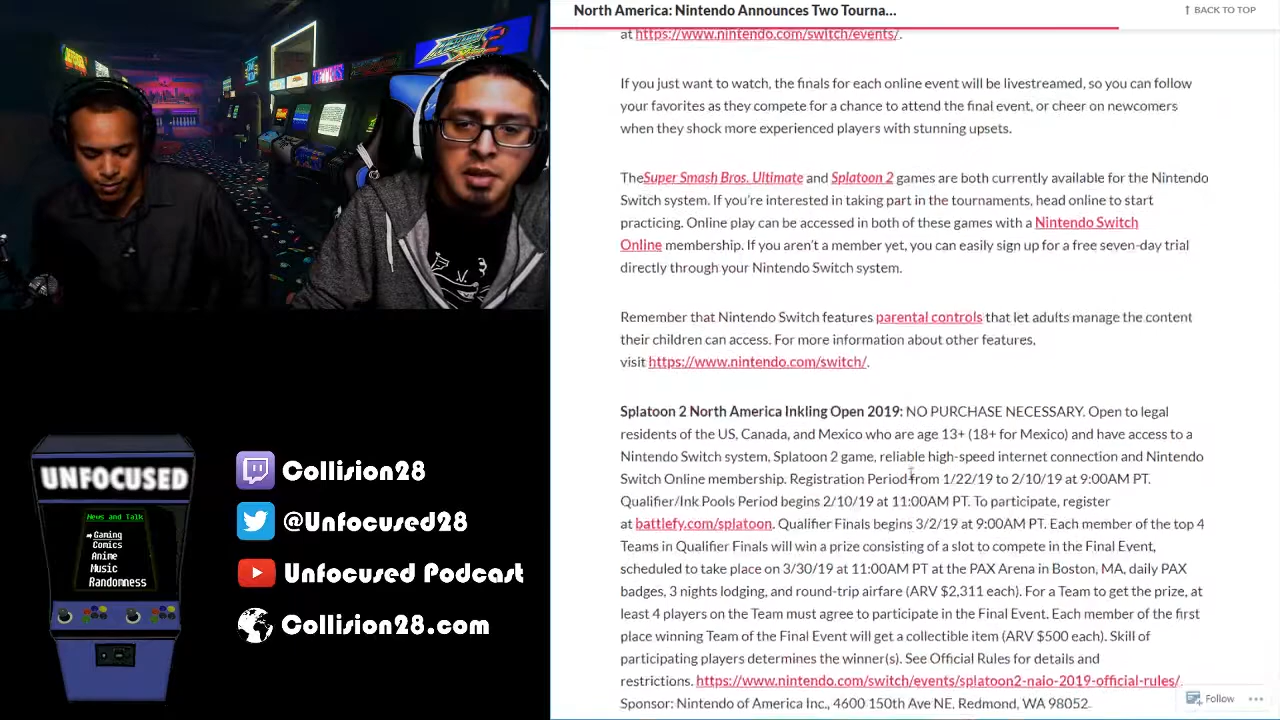 North America: Nintendo Announces Two Tourna...
↑ BACK TO TOP
at https://www.nintendo.com/switch/events/.
If you just want to watch, the finals for each online event will be livestreamed, so you can follow
your favorites as they compete for a chance to attend the final event, or cheer on newcomers
when they shock more experienced players with stunning upsets.
TheSuper Smash Bros. Ultimate and Splatoon 2 games are both currently available for the Nintendo
Switch system. If you're interested in taking part in the tournaments, head online to start
practicing. Online play can be accessed in both of these games with a Nintendo Switch
Online membership. If you aren't a member yet, you can easily sign up for a free seven-day trial
directly through your Nintendo Switch system.
Remember that Nintendo Switch features parental controls that let adults manage the content
their children can access. For more information about other features,
visit https://www.nintendo.com/switch/.
Splatoon 2 North America Inkling Open 2019: NO PURCHASE NECESSARY. Open to legal
residents of the US, Canada, and Mexico who are age 13+ (18+ for Mexico) and have access to a
Nintendo Switch system, Splatoon 2 game, reliable high-speed internet connection and Nintendo
Switch Online membership. Registration Period from 1/22/19 to 2/10/19 at 9:00AM PT.
Qualifier/Ink Pools Period begins 2/10/19 at 11:00AM PT. To participate, register
at battlefy.com/splatoon. Qualifier Finals begins 3/2/19 at 9:00AM PT. Each member of the top 4
Teams in Qualifier Finals will win a prize consisting of a slot to compete in the Final Event,
scheduled to take place on 3/30/19 at 11:00AM PT at the PAX Arena in Boston, MA, daily PAX
badges, 3 nights lodging, and round-trip airfare (ARV $2,311 each). For a Team to get the prize, at
least 4 players on the Team must agree to participate in the Final Event. Each member of the first
place winning Team of the Final Event will get a collectible item (ARV $500 each). Skill of
participating players determines the winner(s). See Official Rules for details and
restrictions. https://www.nintendo.com/switch/events/splatoon2-naio-2019-official-rules/.
Sponsor: Nintendo of America Inc., 4600 150th Ave NE, Redmond, WA 98052
Follow
UNFOCUSED
News and Talk
Gaming
Comics
Anime
Music
Randomness
Collision28
@Unfocused28
Unfocused Podcast
Collision28.com